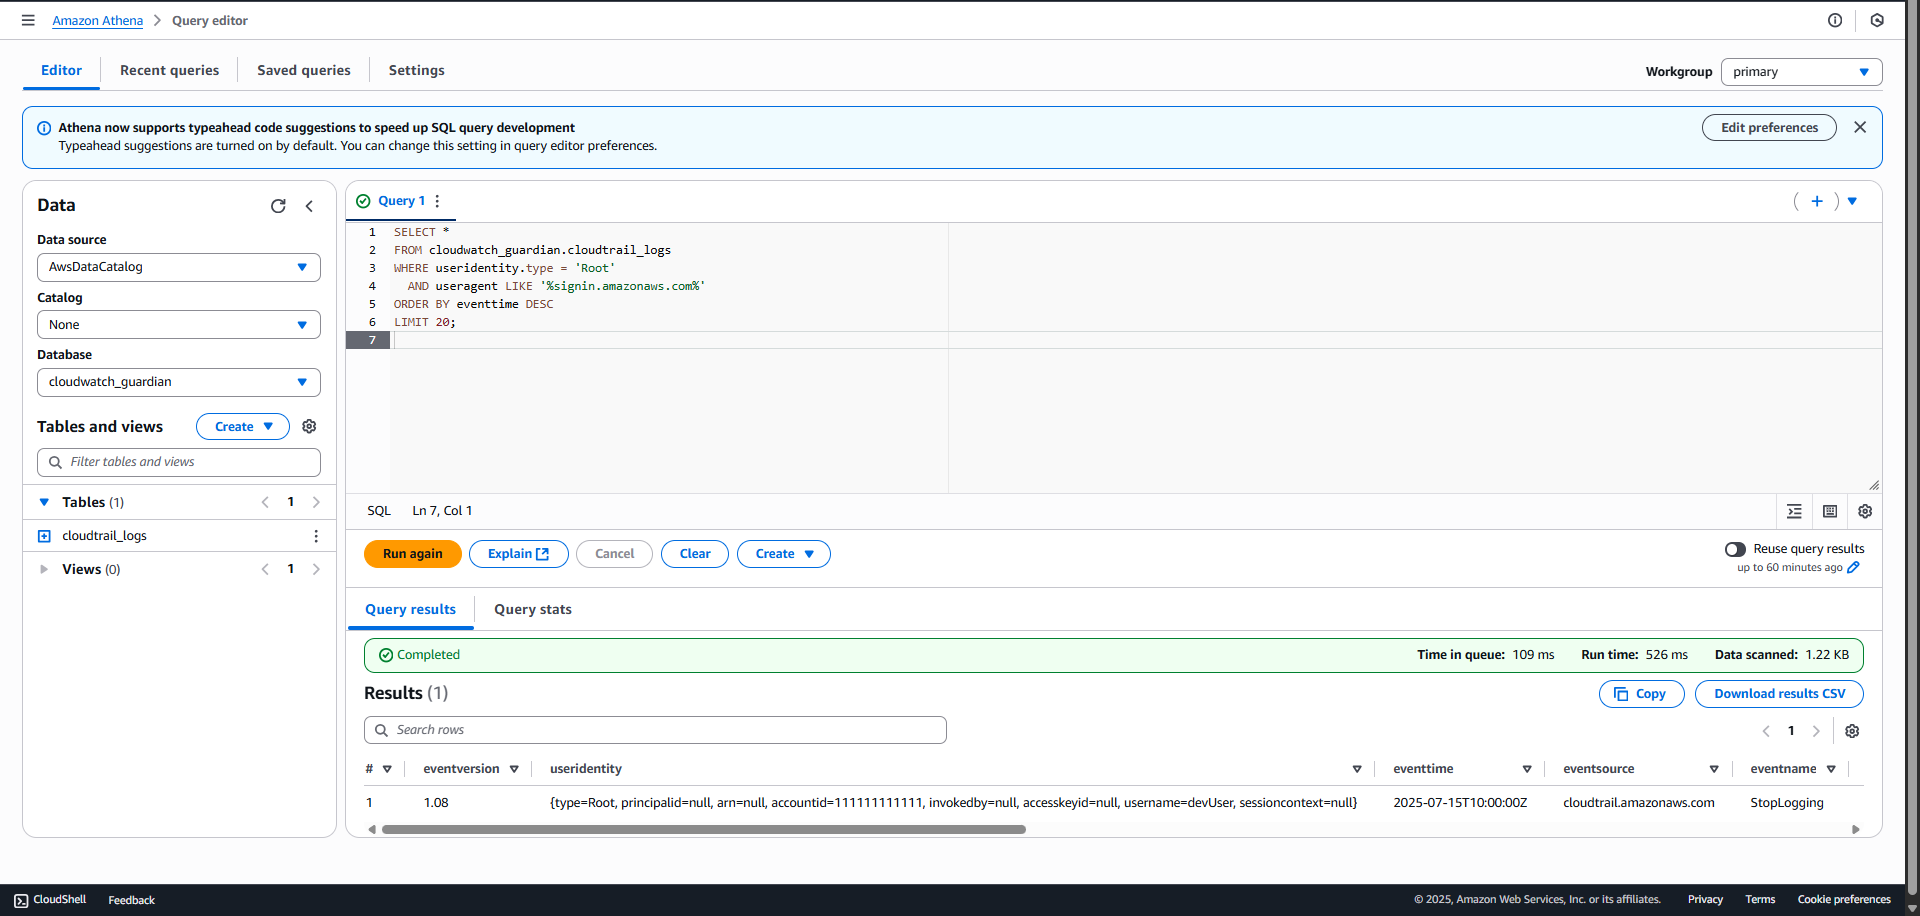 Amazon Athena > Query editor
Editor Recent queries Saved queries Settings
Workgroup primary
Athena now supports typeahead code suggestions to speed up SQL query development
Typeahead suggestions are turned on by default. You can change this setting in query editor preferences.
Edit preferences
Data
Data source
AwsDataCatalog
Catalog
None
Database
cloudwatch_guardian
Tables and views Create
Filter tables and views
Tables (1) < 1 >
cloudtrail_logs
Views (0) < 1 >
Query 1
1 SELECT *
2 FROM cloudwatch_guardian.cloudtrail_logs
3 WHERE useridentity.type = 'Root'
4 AND useragent LIKE '%signin.amazonaws.com%'
5 ORDER BY eventtime DESC
6 LIMIT 20;
7
SQL Ln 7, Col 1
Run again Explain Cancel Clear Create
Reuse query results
up to 60 minutes ago
Query results Query stats
Completed Time in queue: 109 ms Run time: 526 ms Data scanned: 1.22 KB
Results (1) Copy Download results CSV
Search rows
< 1 >
# eventversion useridentity eventtime eventsource eventname
1 1.08 {type=Root, principalid=null, arn=null, accountid=111111111111, invokedby=null, accesskeyid=null, username=devUser, sessioncontext=null} 2025-07-15T10:00:00Z cloudtrail.amazonaws.com StopLogging
CloudShell Feedback © 2025, Amazon Web Services, Inc. or its affiliates. Privacy Terms Cookie preferences